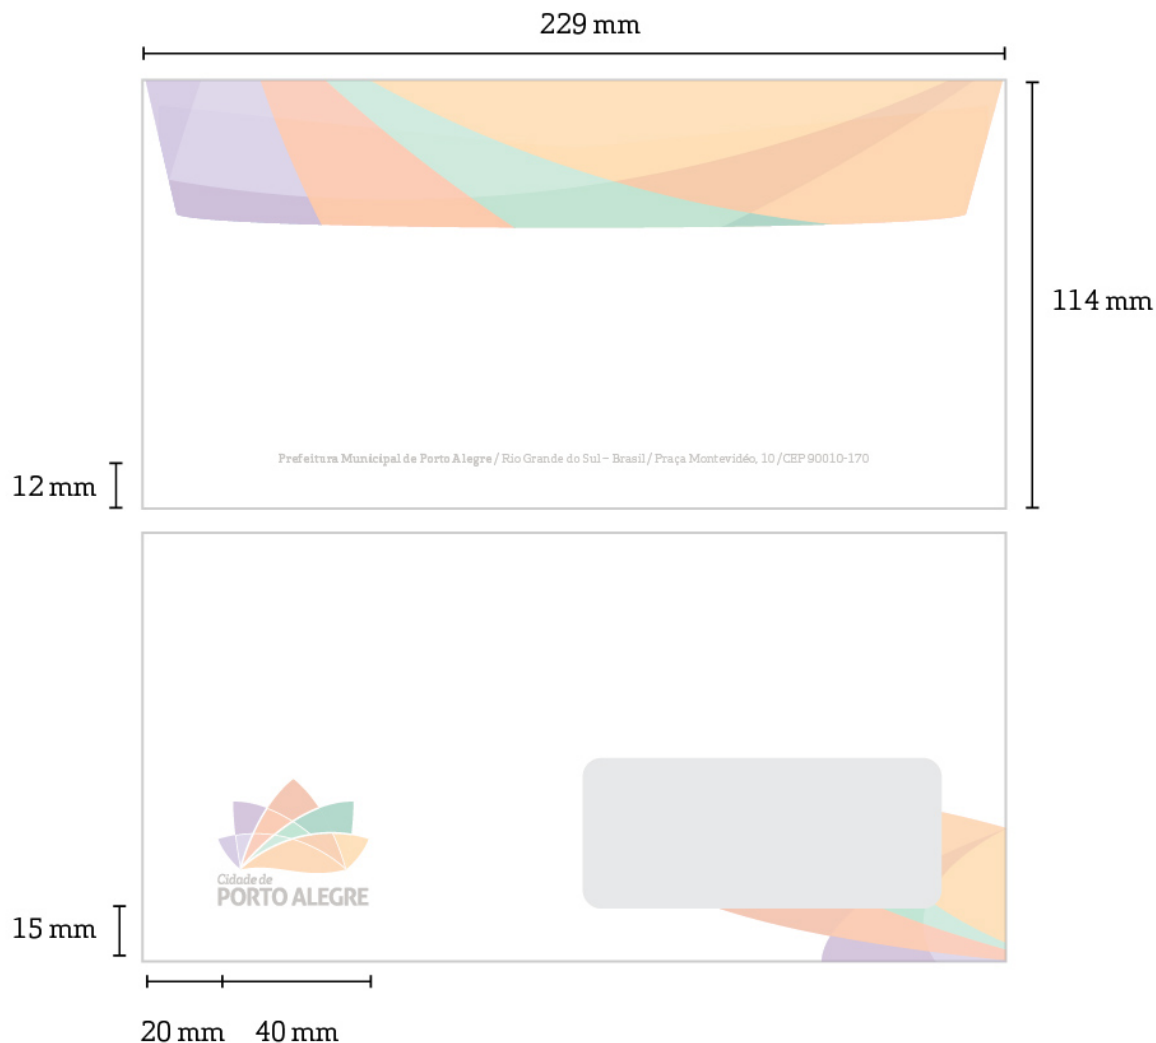 229 mm
114 mm
Prefeitura Municipal de Porto Alegre / Rio Grande do Sul – Brasil / Praça Montevidéo, 10 / CEP 90010-170
12 mm
Cidade de
PORTO ALEGRE
15 mm
20 mm 40 mm